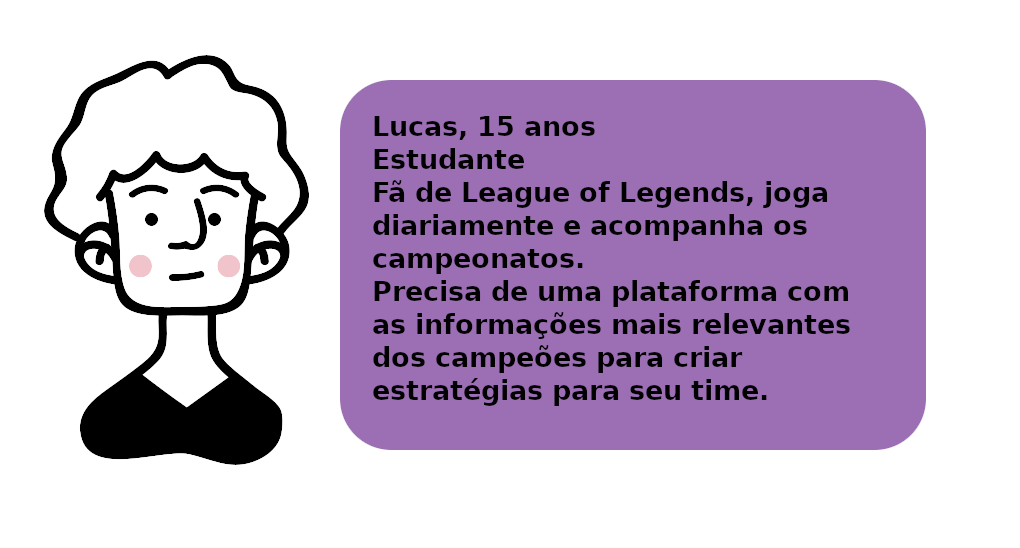 Lucas, 15 anos
Estudante
Fã de League of Legends, joga
diariamente e acompanha os
campeonatos.
Precisa de uma plataforma com
as informações mais relevantes
dos campeões para criar
estratégias para seu time.